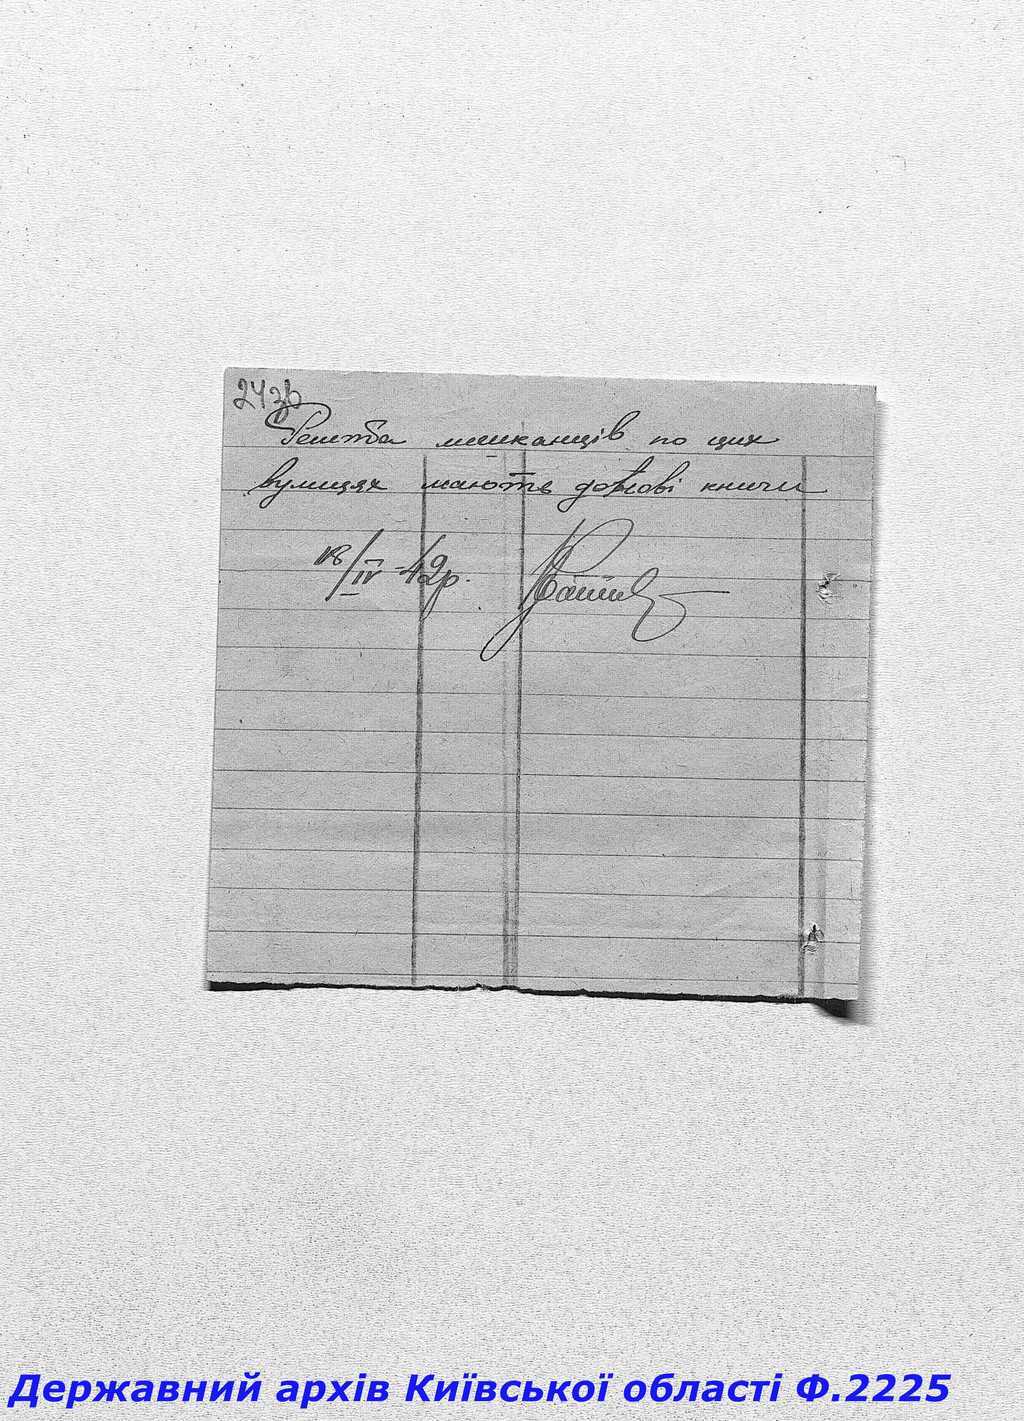 243б
Решта мешканців по цих
вулицях мають домові книги
18/IV-42р.
Державний архів Київської області Ф.2225